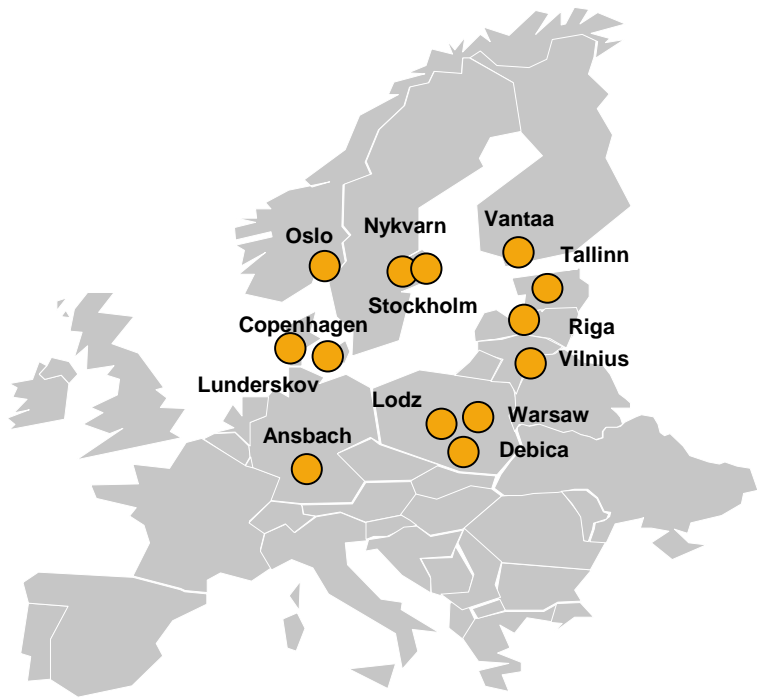 Vantaa
Nykvarn
Oslo
Tallinn
Stockholm
Copenhagen
Riga
Vilnius
Lunderskov
Lodz
Warsaw
Ansbach
Debica